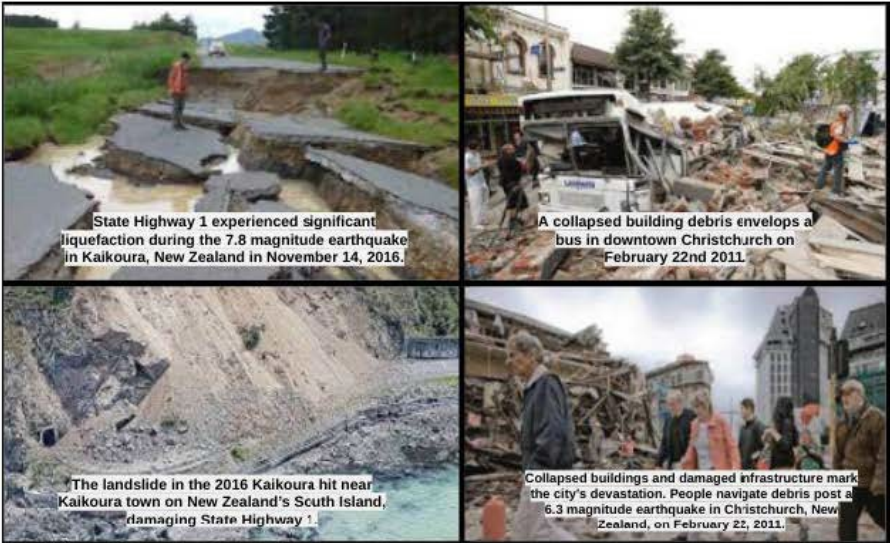 State Highway 1 experienced significant
liquefaction during the 7.8 magnitude earthquake
in Kaikoura, New Zealand in November 14, 2016.
A collapsed building debris envelops a
bus in downtown Christchurch on
February 22nd 2011.
The landslide in the 2016 Kaikoura hit near
Kaikoura town on New Zealand's South Island,
damaging State Highway 1.
Collapsed buildings and damaged infrastructure mark
the city's devastation. People navigate debris post a
6.3 magnitude earthquake in Christchurch, New
Zealand, on February 22, 2011.